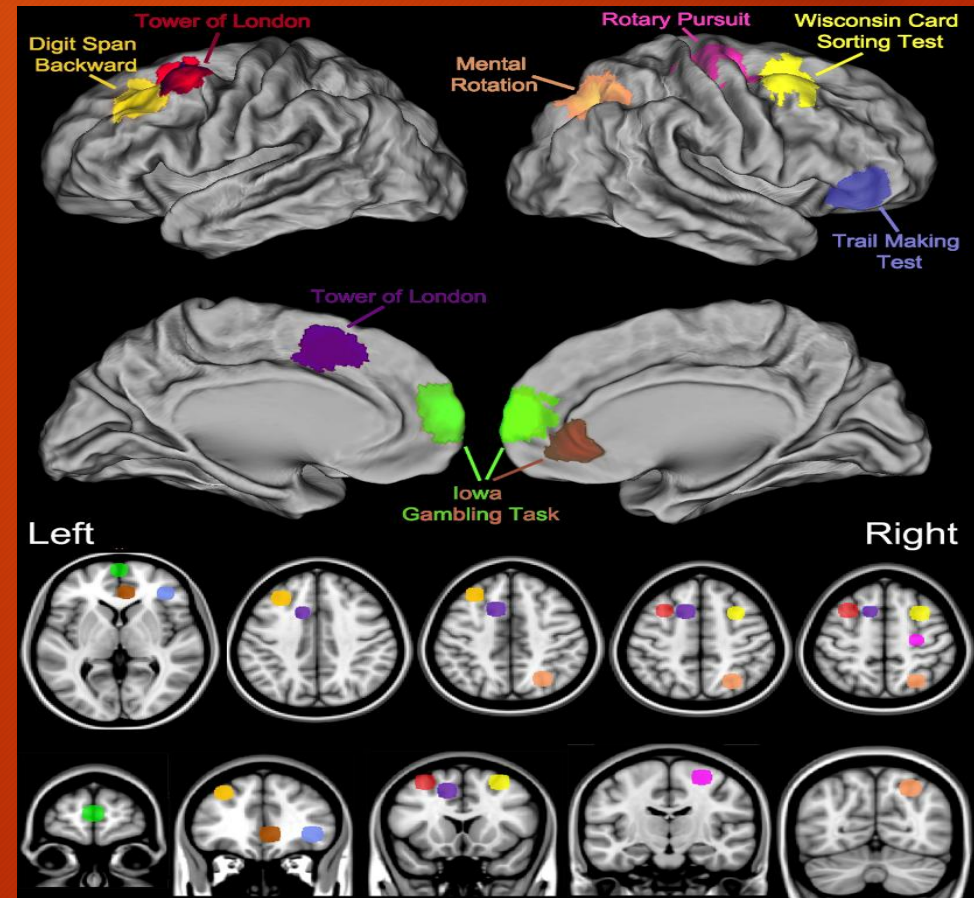 Tower of London
Digit Span
Backward
Rotary Pursuit
Wisconsin Card
Sorting Test
Mental
Rotation
Trail Making
Test
Tower of London
Iowa
Gambling Task
Left
Right